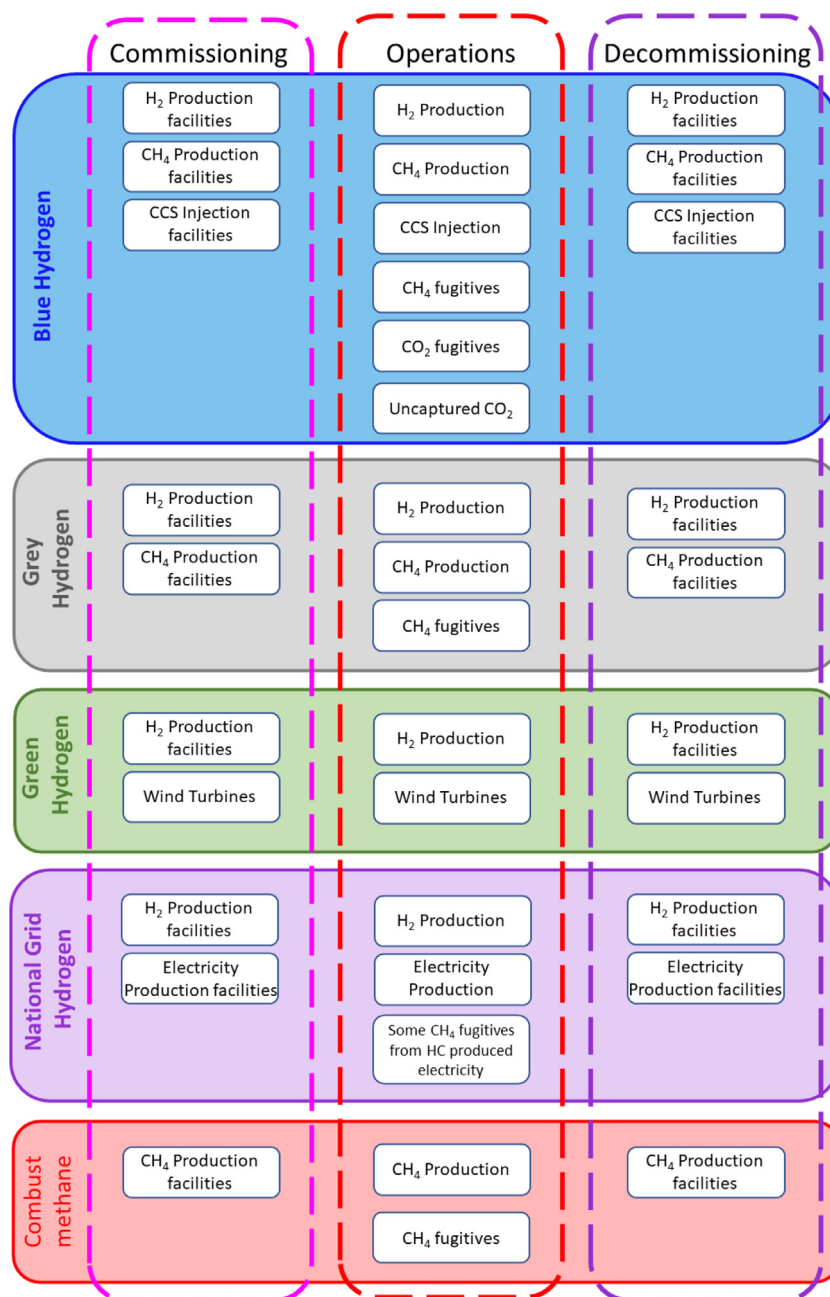 Commissioning
Operations
Decommissioning
Blue Hydrogen
H₂ Production
facilities
CH₄ Production
facilities
CCS Injection
facilities
H₂ Production
CH₄ Production
CCS Injection
CH₄ fugitives
CO₂ fugitives
Uncaptured CO₂
H₂ Production
facilities
CH₄ Production
facilities
CCS Injection
facilities
Grey
Hydrogen
H₂ Production
facilities
CH₄ Production
facilities
H₂ Production
CH₄ Production
CH₄ fugitives
H₂ Production
facilities
CH₄ Production
facilities
Green
Hydrogen
H₂ Production
facilities
Wind Turbines
H₂ Production
Wind Turbines
H₂ Production
facilities
Wind Turbines
National Grid
Hydrogen
H₂ Production
facilities
Electricity
Production facilities
H₂ Production
Electricity
Production
Some CH₄ fugitives
from HC produced
electricity
H₂ Production
facilities
Electricity
Production facilities
Combust
methane
CH₄ Production
facilities
CH₄ Production
CH₄ fugitives
CH₄ Production
facilities